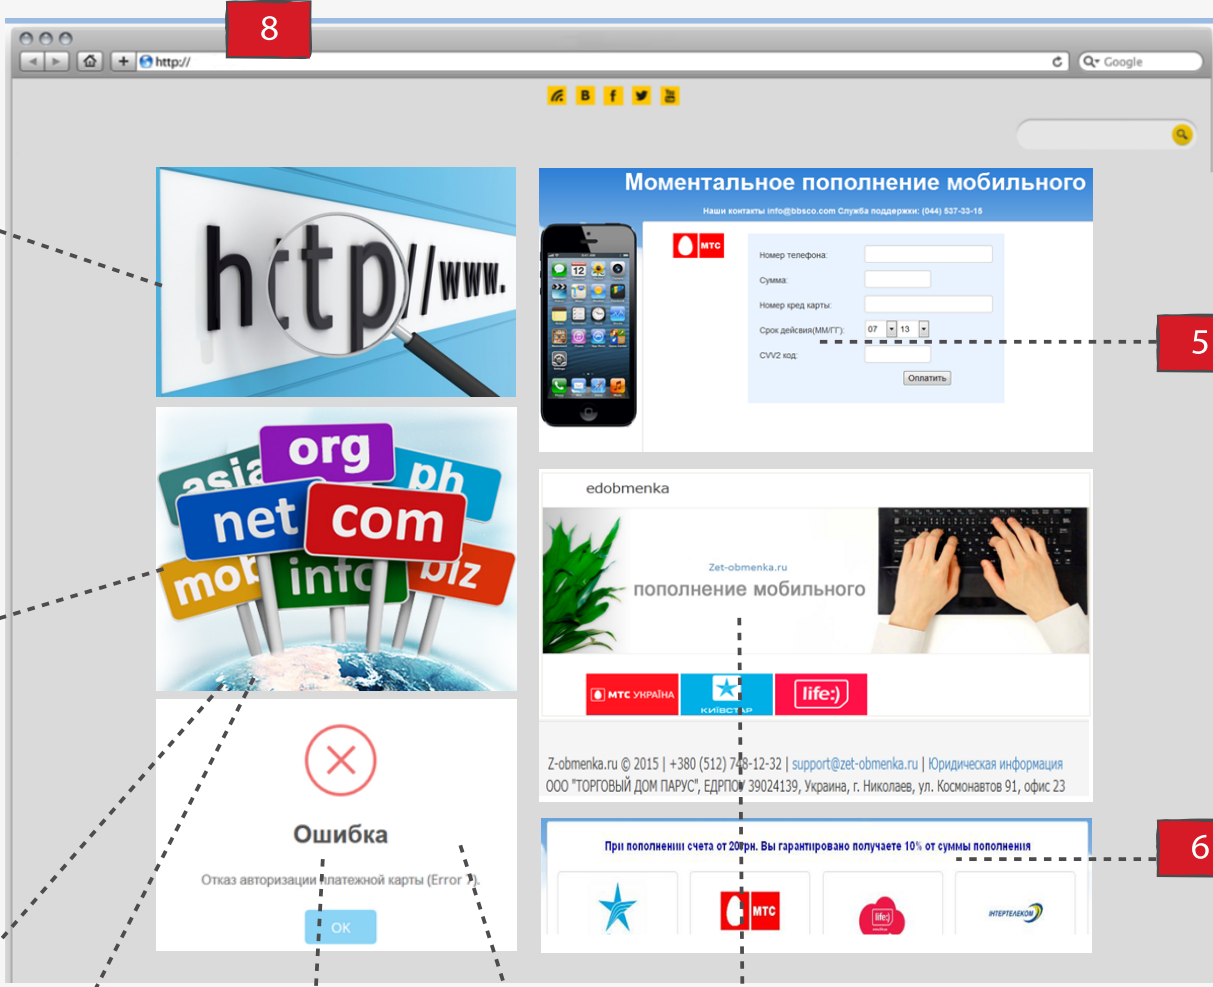 8
http://
Google
http//www.
Моментальное пополнение мобильного
Наши контакты info@bbsco.com Служба поддержки: (044) 537-33-15
МТС
Номер телефона:
Сумма:
Номер кред карты:
Срок дейсвия(ММ/ГГ):
07
13
CVV2 код:
Оплатить
5
asia
org
ph
net
com
mobi
info
biz
edobmenka
Zet-obmenka.ru
пополнение мобильного
МТС УКРАЇНА
КИЇВСТАР
life:)
Z-obmenka.ru © 2015 | +380 (512) 748-12-32 | support@zet-obmenka.ru | Юридическая информация
ООО "ТОРГОВЫЙ ДОМ ПАРУС", ЕДРПОУ 39024139, Украина, г. Николаев, ул. Космонавтов 91, офис 23
Ошибка
Отказ авторизации платежной карты (Error 7).
OK
При пополнении счета от 20грн. Вы гарантировано получаете 10% от суммы пополнения
МТС
life:)
ІНТЕРТЕЛЕКОМ
6